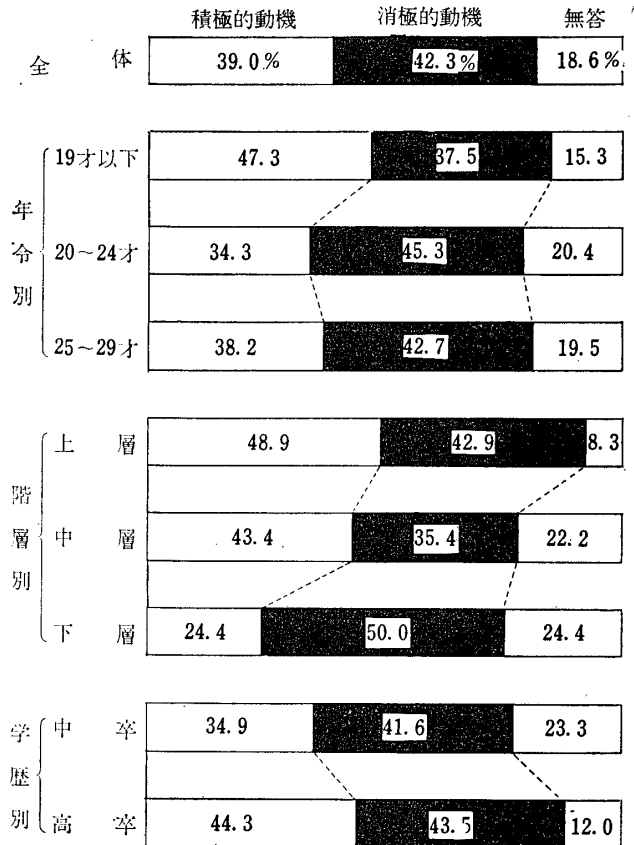 積極的動機 消極的動機 無答
全体 39.0% 42.3% 18.6%
年令別
19才以下 47.3 37.5 15.3
20～24才 34.3 45.3 20.4
25～29才 38.2 42.7 19.5
階層別
上層 48.9 42.9 8.3
中層 43.4 35.4 22.2
下層 24.4 50.0 24.4
学歴別
中卒 34.9 41.6 23.3
高卒 44.3 43.5 12.0